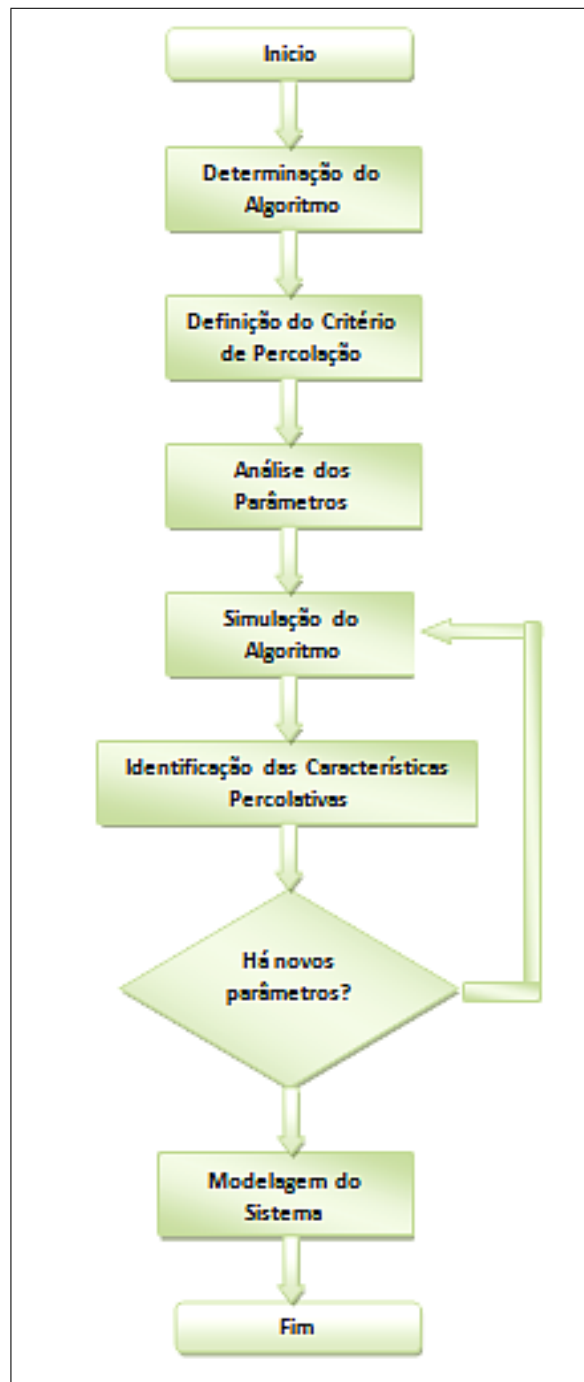 Inicio
Determinação do
Algoritmo
Definição do Critério
de Percolação
Análise dos
Parâmetros
Simulação do
Algoritmo
Identificação das Características
Percolativas
Há novos
parâmetros?
Modelagem do
Sistema
Fim